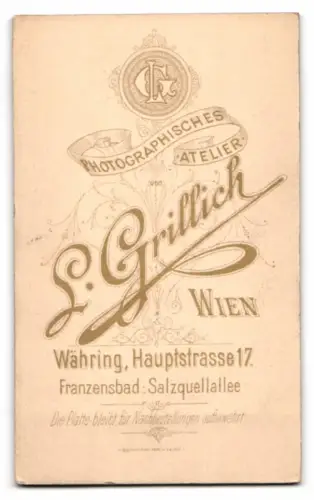 PHOTOGRAPHISCHES
ATELIER
L. Grillich
WIEN
Währing, Hauptstrasse 17.
Franzensbad: Salzquellallee
Die Platte bleibt für Nachbestellungen aufbewahrt